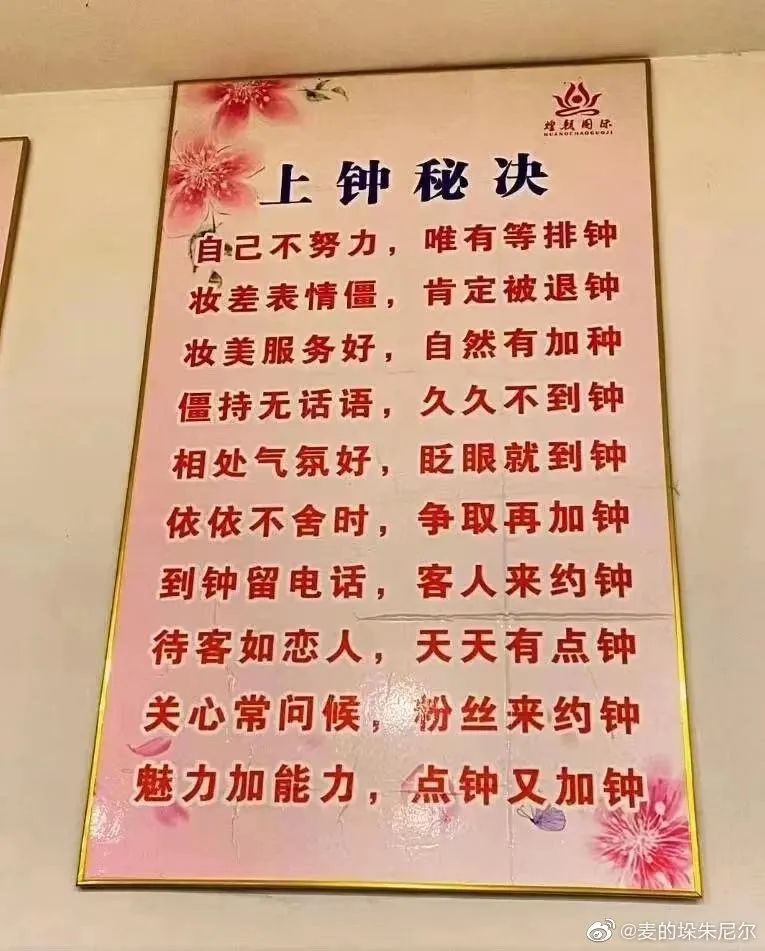 煌朝国际
HUANGCHAOGUOJI
上钟秘决
自己不努力，唯有等排钟
妆差表情僵，肯定被退钟
妆美服务好，自然有加种
僵持无话语，久久不到钟
相处气氛好，眨眼就到钟
依依不舍时，争取再加钟
到钟留电话，客人来约钟
待客如恋人，天天有点钟
关心常问候，粉丝来约钟
魅力加能力，点钟又加钟
@麦的垛朱尼尔